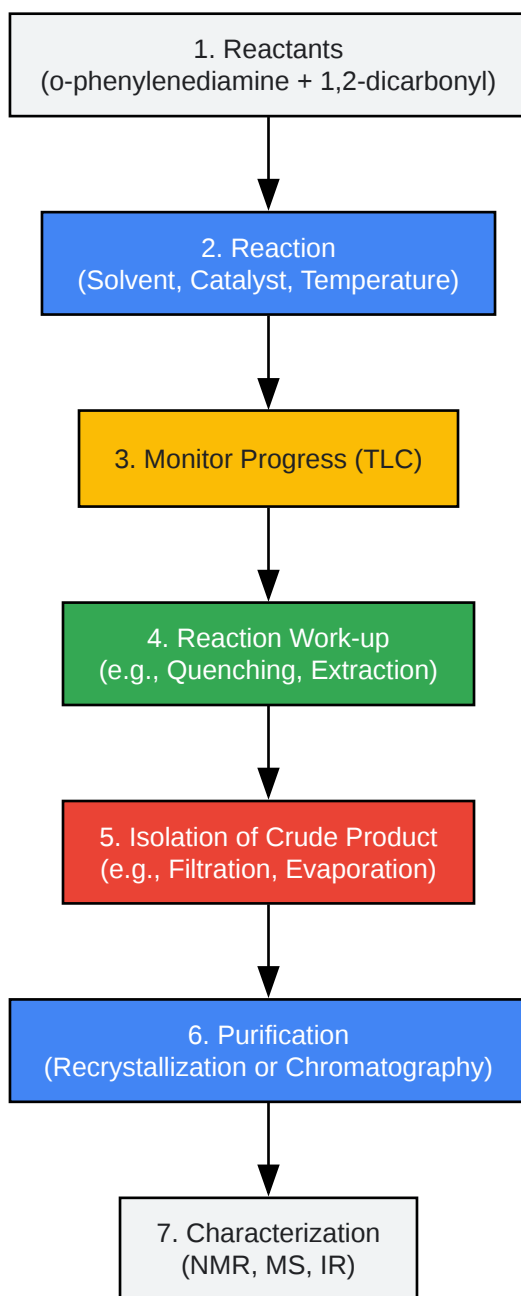 1. Reactants
(o-phenylenediamine + 1,2-dicarbonyl)
2. Reaction
(Solvent, Catalyst, Temperature)
3. Monitor Progress (TLC)
4. Reaction Work-up
(e.g., Quenching, Extraction)
5. Isolation of Crude Product
(e.g., Filtration, Evaporation)
6. Purification
(Recrystallization or Chromatography)
7. Characterization
(NMR, MS, IR)